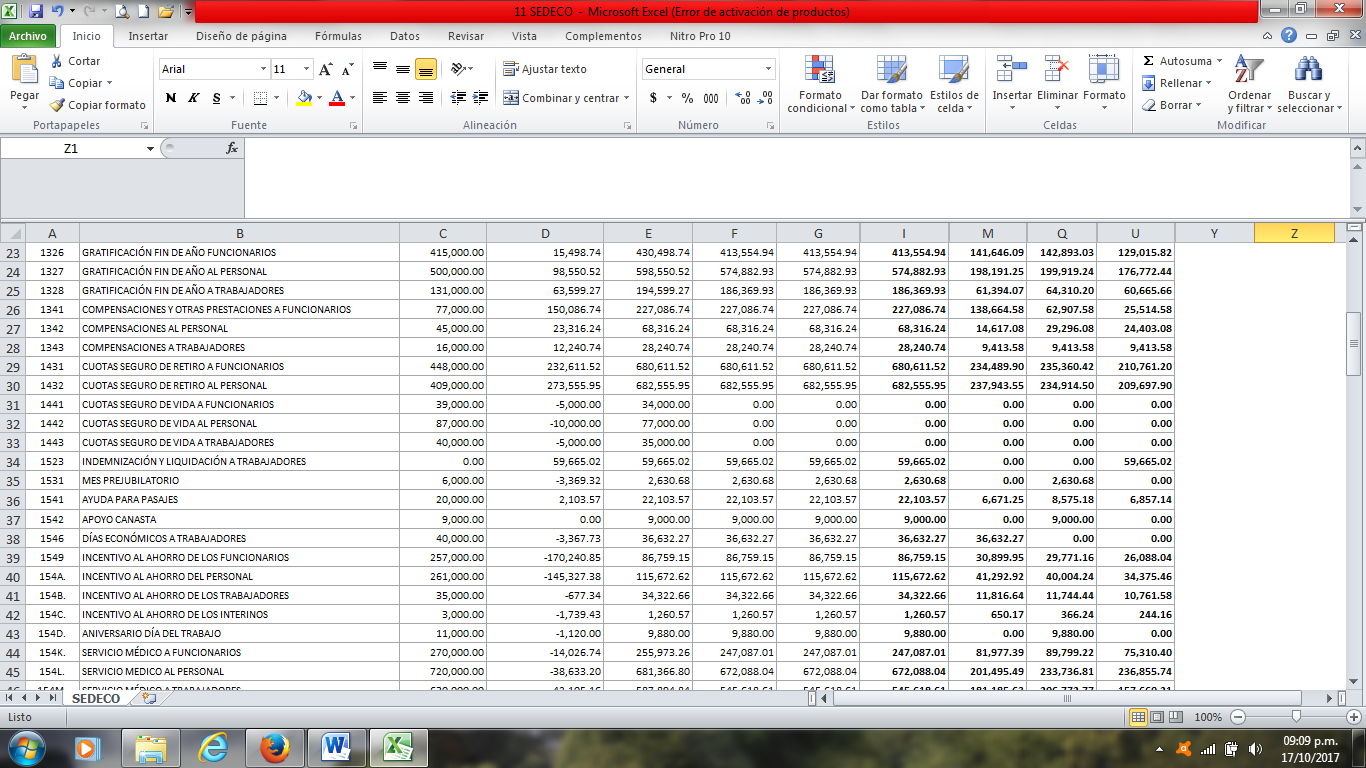 11 SEDECO - Microsoft Excel (Error de activación de productos)
Archivo Inicio Insertar Diseño de página Fórmulas Datos Revisar Vista Complementos Nitro Pro 10
Pegar Cortar Copiar Copiar formato Portapapeles
Arial 11 N K S Fuente
Ajustar texto Combinar y centrar Alineación
General $ % 000 Número
Formato condicional Dar formato como tabla Estilos de celda Estilos
Insertar Eliminar Formato Celdas
Σ Autosuma Rellenar Borrar Ordenar y filtrar Buscar y seleccionar Modificar
Z1 fx
A B C D E F G I M Q U Y Z
23 1326 GRATIFICACIÓN FIN DE AÑO FUNCIONARIOS 415,000.00 15,498.74 430,498.74 413,554.94 413,554.94 413,554.94 141,646.09 142,893.03 129,015.82
24 1327 GRATIFICACIÓN FIN DE AÑO AL PERSONAL 500,000.00 98,550.52 598,550.52 574,882.93 574,882.93 574,882.93 198,191.25 199,919.24 176,772.44
25 1328 GRATIFICACIÓN FIN DE AÑO A TRABAJADORES 131,000.00 63,599.27 194,599.27 186,369.93 186,369.93 186,369.93 61,394.07 64,310.20 60,665.66
26 1341 COMPENSACIONES Y OTRAS PRESTACIONES A FUNCIONARIOS 77,000.00 150,086.74 227,086.74 227,086.74 227,086.74 227,086.74 138,664.58 62,907.58 25,514.58
27 1342 COMPENSACIONES AL PERSONAL 45,000.00 23,316.24 68,316.24 68,316.24 68,316.24 68,316.24 14,617.08 29,296.08 24,403.08
28 1343 COMPENSACIONES A TRABAJADORES 16,000.00 12,240.74 28,240.74 28,240.74 28,240.74 28,240.74 9,413.58 9,413.58 9,413.58
29 1431 CUOTAS SEGURO DE RETIRO A FUNCIONARIOS 448,000.00 232,611.52 680,611.52 680,611.52 680,611.52 680,611.52 234,489.90 235,360.42 210,761.20
30 1432 CUOTAS SEGURO DE RETIRO AL PERSONAL 409,000.00 273,555.95 682,555.95 682,555.95 682,555.95 682,555.95 237,943.55 234,914.50 209,697.90
31 1441 CUOTAS SEGURO DE VIDA A FUNCIONARIOS 39,000.00 -5,000.00 34,000.00 0.00 0.00 0.00 0.00 0.00 0.00
32 1442 CUOTAS SEGURO DE VIDA AL PERSONAL 87,000.00 -10,000.00 77,000.00 0.00 0.00 0.00 0.00 0.00 0.00
33 1443 CUOTAS SEGURO DE VIDA A TRABAJADORES 40,000.00 -5,000.00 35,000.00 0.00 0.00 0.00 0.00 0.00 0.00
34 1523 INDEMNIZACIÓN Y LIQUIDACIÓN A TRABAJADORES 0.00 59,665.02 59,665.02 59,665.02 59,665.02 59,665.02 0.00 0.00 59,665.02
35 1531 MES PREJUBILATORIO 6,000.00 -3,369.32 2,630.68 2,630.68 2,630.68 2,630.68 0.00 2,630.68 0.00
36 1541 AYUDA PARA PASAJES 20,000.00 2,103.57 22,103.57 22,103.57 22,103.57 22,103.57 6,671.25 8,575.18 6,857.14
37 1542 APOYO CANASTA 9,000.00 0.00 9,000.00 9,000.00 9,000.00 9,000.00 0.00 9,000.00 0.00
38 1546 DÍAS ECONÓMICOS A TRABAJADORES 40,000.00 -3,367.73 36,632.27 36,632.27 36,632.27 36,632.27 36,632.27 0.00 0.00
39 1549 INCENTIVO AL AHORRO DE LOS FUNCIONARIOS 257,000.00 -170,240.85 86,759.15 86,759.15 86,759.15 86,759.15 30,899.95 29,771.16 26,088.04
40 154A. INCENTIVO AL AHORRO DEL PERSONAL 261,000.00 -145,327.38 115,672.62 115,672.62 115,672.62 115,672.62 41,292.92 40,004.24 34,375.46
41 154B. INCENTIVO AL AHORRO DE LOS TRABAJADORES 35,000.00 -677.34 34,322.66 34,322.66 34,322.66 34,322.66 11,816.64 11,744.44 10,761.58
42 154C. INCENTIVO AL AHORRO DE LOS INTERINOS 3,000.00 -1,739.43 1,260.57 1,260.57 1,260.57 1,260.57 650.17 366.24 244.16
43 154D. ANIVERSARIO DÍA DEL TRABAJO 11,000.00 -1,120.00 9,880.00 9,880.00 9,880.00 9,880.00 0.00 9,880.00 0.00
44 154K. SERVICIO MÉDICO A FUNCIONARIOS 270,000.00 -14,026.74 255,973.26 247,087.01 247,087.01 247,087.01 81,977.39 89,799.22 75,310.40
45 154L. SERVICIO MEDICO AL PERSONAL 720,000.00 -38,633.20 681,366.80 672,088.04 672,088.04 672,088.04 201,495.49 233,736.81 236,855.74
SERVICIO MÉDICO A TRABAJADORES
SEDECO
Listo 100%
09:09 p.m.
17/10/2017